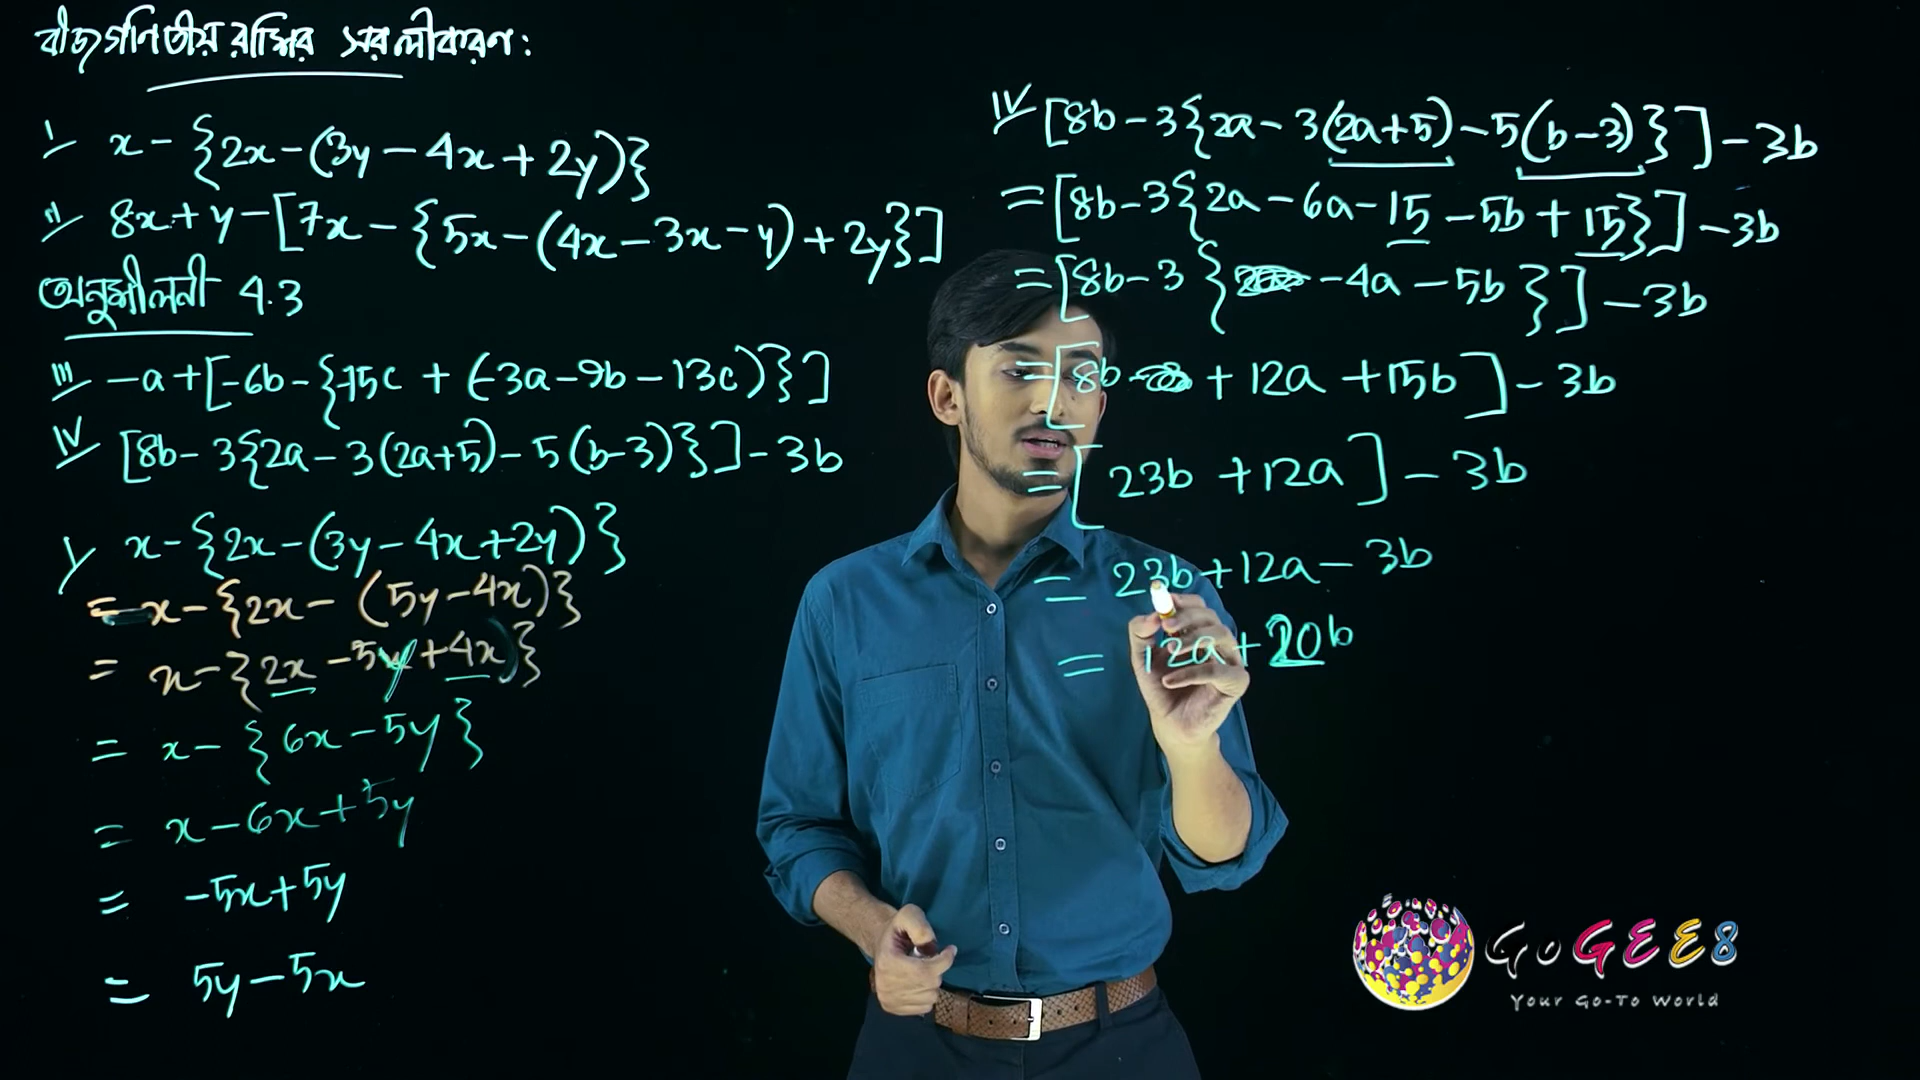 বীজগণিতীয় রাশির সরলীকরণ:
i/ x-{2x-(3y-4x+2y)}
ii/ 8x+y-[7x-{5x-(4x-3x-y)+2y}]
অনুশীলনী 4.3
iii/ -a+[-6b-{-15c+(-3a-9b-13c)}]
iv/ [8b-3{2a-3(2a+5)-5(b-3)}]-3b
i/ x-{2x-(3y-4x+2y)}
= x-{2x-(5y-4x)}
= x-{2x-5y+4x}
= x-{6x-5y}
= x-6x+5y
= -5x+5y
= 5y-5x
iv/ [8b-3{2a-3(2a+5)-5(b-3)}]-3b
=[8b-3{2a-6a-15-5b+15}]-3b
=[8b-3{-4a-5b}]-3b
=[8b+12a+15b]-3b
=[23b+12a]-3b
= 23b+12a-3b
= 12a+20b
GoGEE8
Your Go-To World